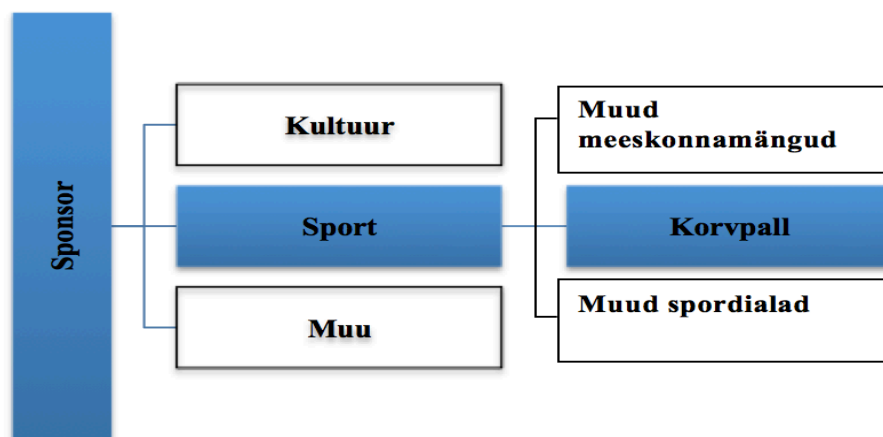 Sponsor
Kultuur
Sport
Muu
Muud
meeskonnamängud
Korvpall
Muud spordialad